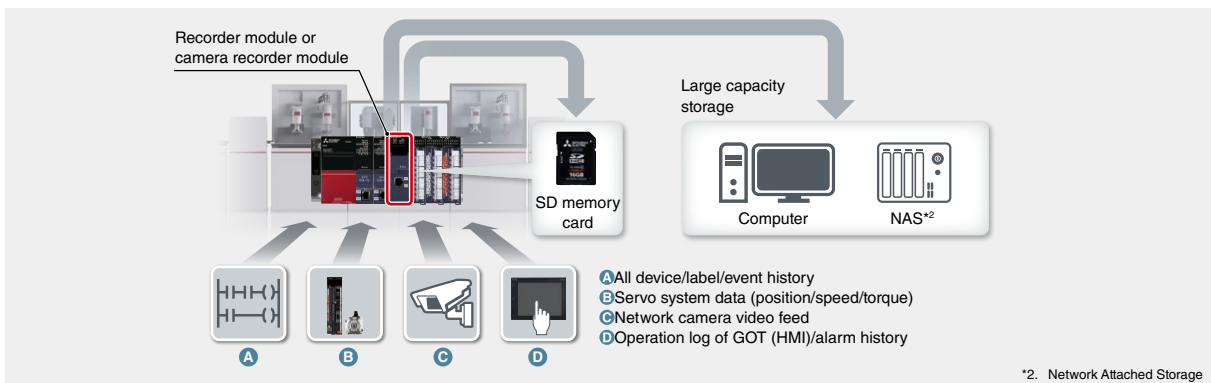 Recorder module or
camera recorder module
Large capacity
storage
16GB
SD memory
card
Computer
NAS*2
A
B
C
D
AAll device/label/event history
BServo system data (position/speed/torque)
CNetwork camera video feed
DOperation log of GOT (HMI)/alarm history
*2. Network Attached Storage